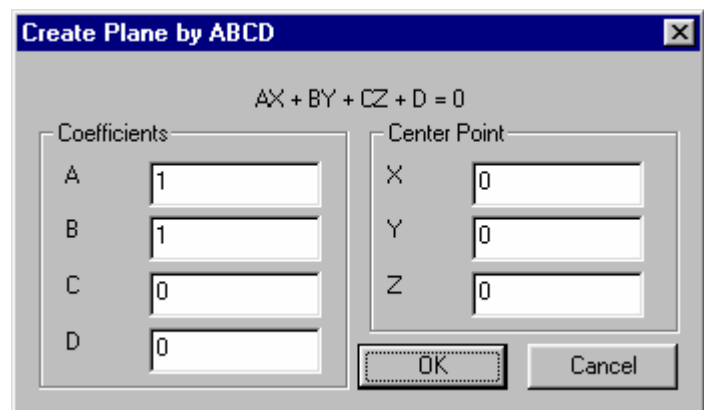 Create Plane by ABCD
AX + BY + CZ + D = 0
Coefficients
A 1
B 1
C 0
D 0
Center Point
X 0
Y 0
Z 0
OK Cancel